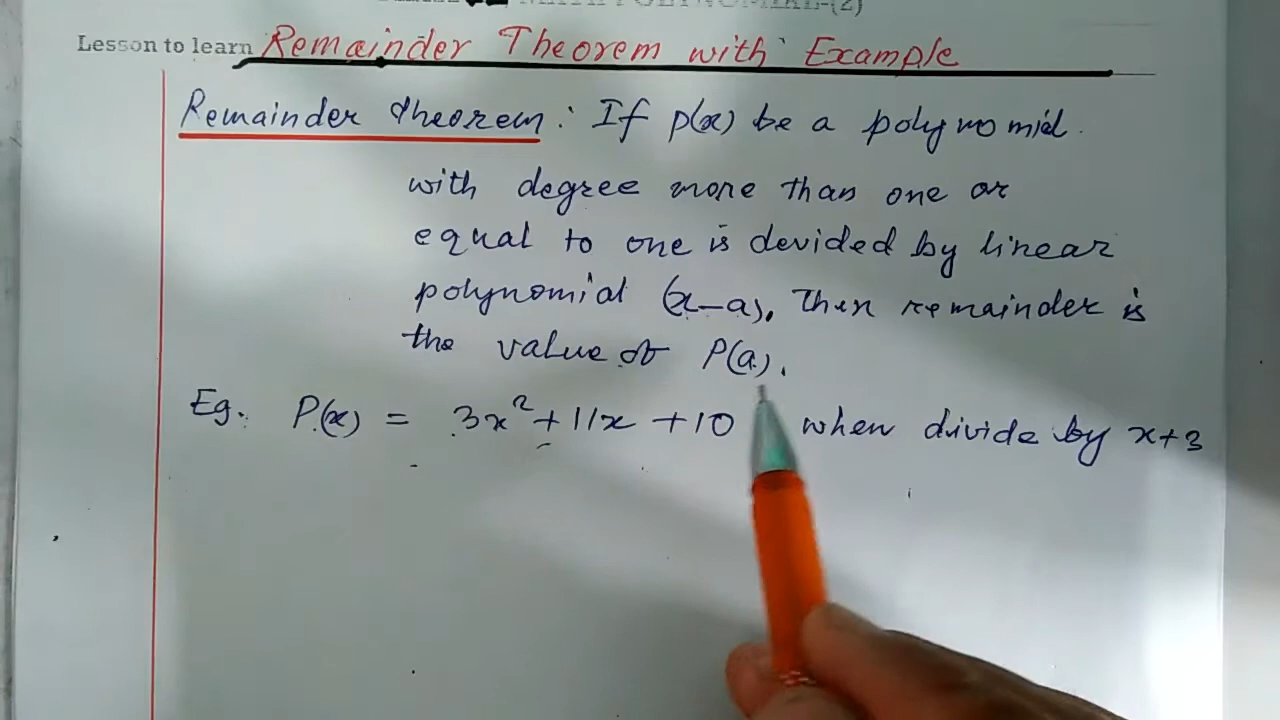 Lesson to learn Remainder Theorem with Example
Remainder theorem: If p(x) be a polynomial.
with degree more than one or
equal to one is devided by linear
polynomial (x-a), Then remainder is
the value of P(a).
Eg. P(x) = 3x²+11x+10 when divide by x+3